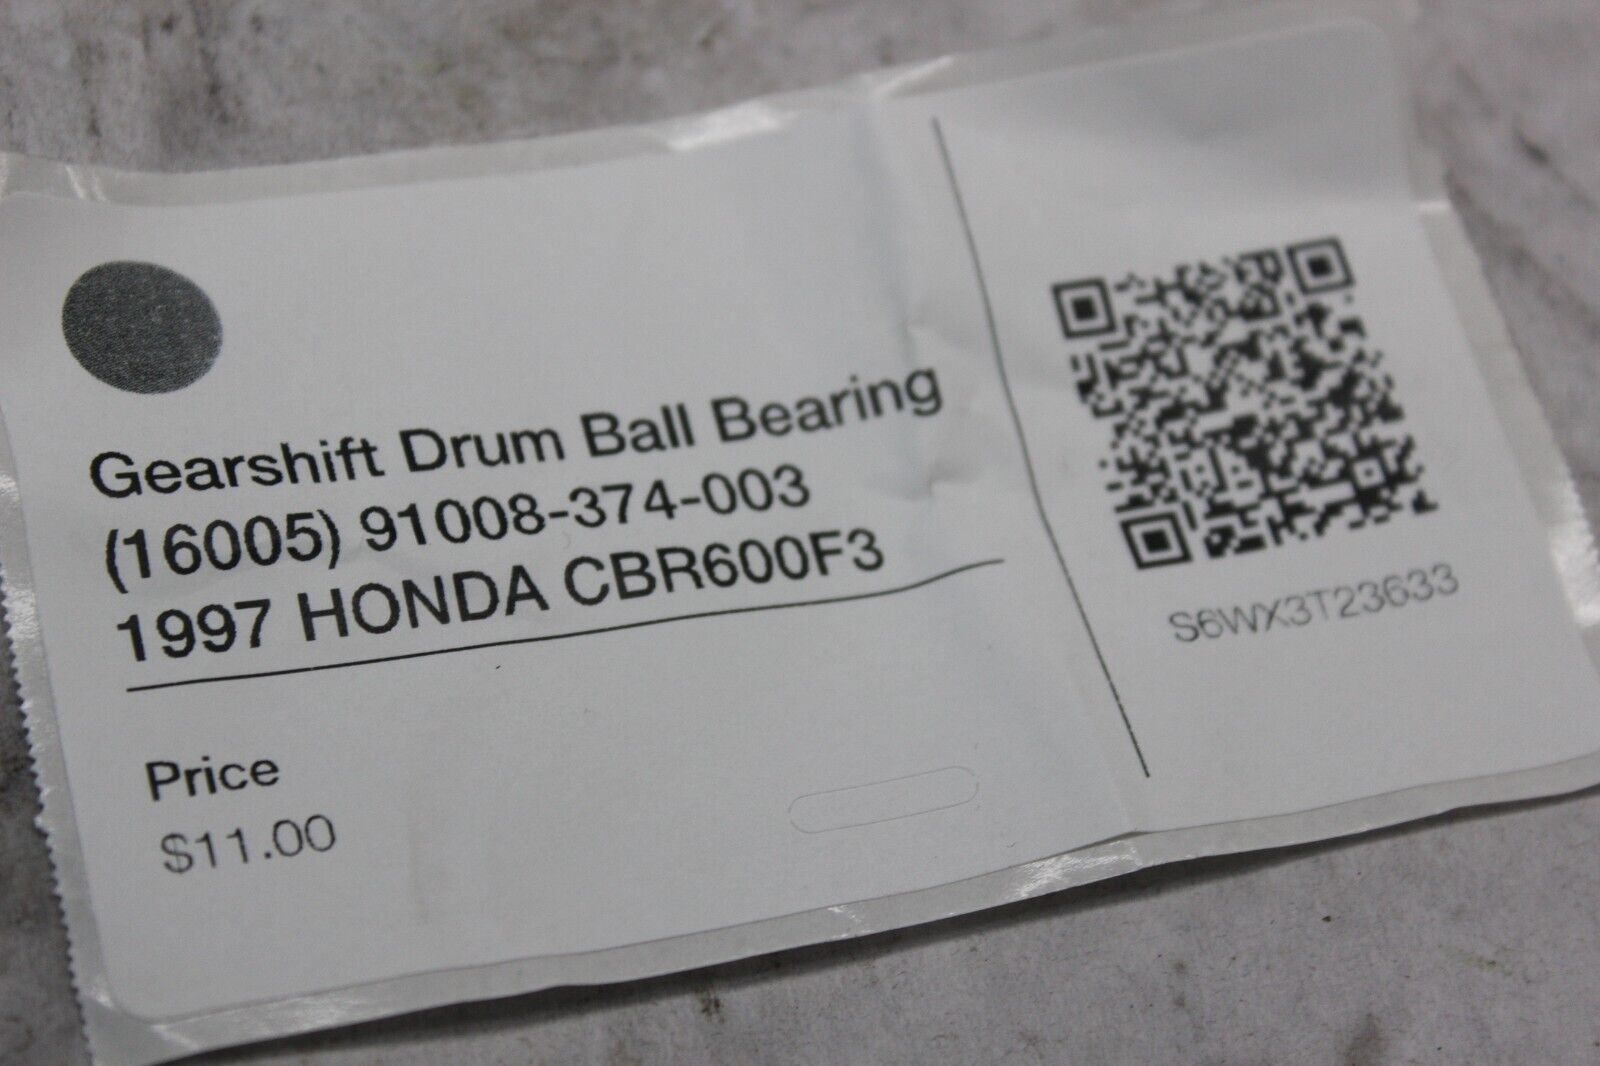 Gearshift Drum Ball Bearing
(16005) 91008-374-003
1997 HONDA CBR600F3
Price
$11.00
S6WX3T23633